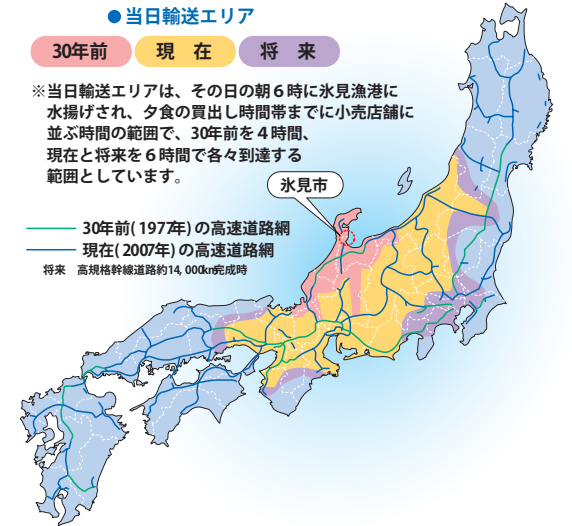 ●当日輸送エリア
30年前 現在 将来
※当日輸送エリアは、その日の朝６時に氷見漁港に
水揚げされ、夕食の買出し時間帯までに小売店舗に
並ぶ時間の範囲で、30年前を４時間、
現在と将来を６時間で各々到達する
範囲としています。
氷見市
30年前(1977年)の高速道路網
現在(2007年)の高速道路網
将来 高規格幹線道路約14,000km完成時